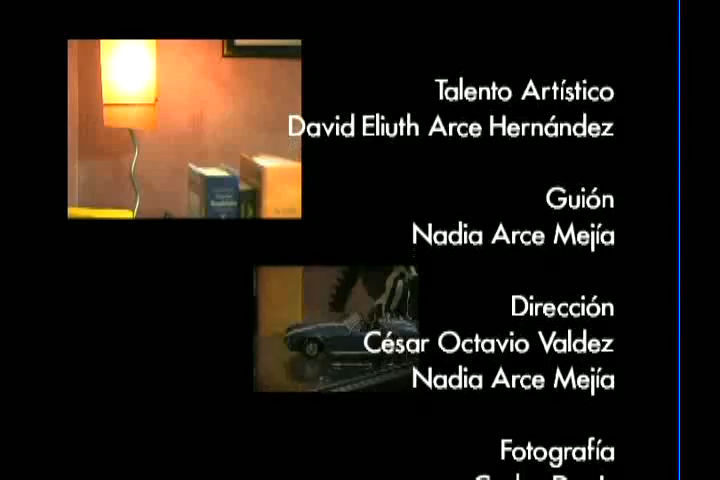 Talento Artístico
David Eliuth Arce Hernández
Guión
Nadia Arce Mejía
Dirección
César Octavio Valdez
Nadia Arce Mejía
Fotografía